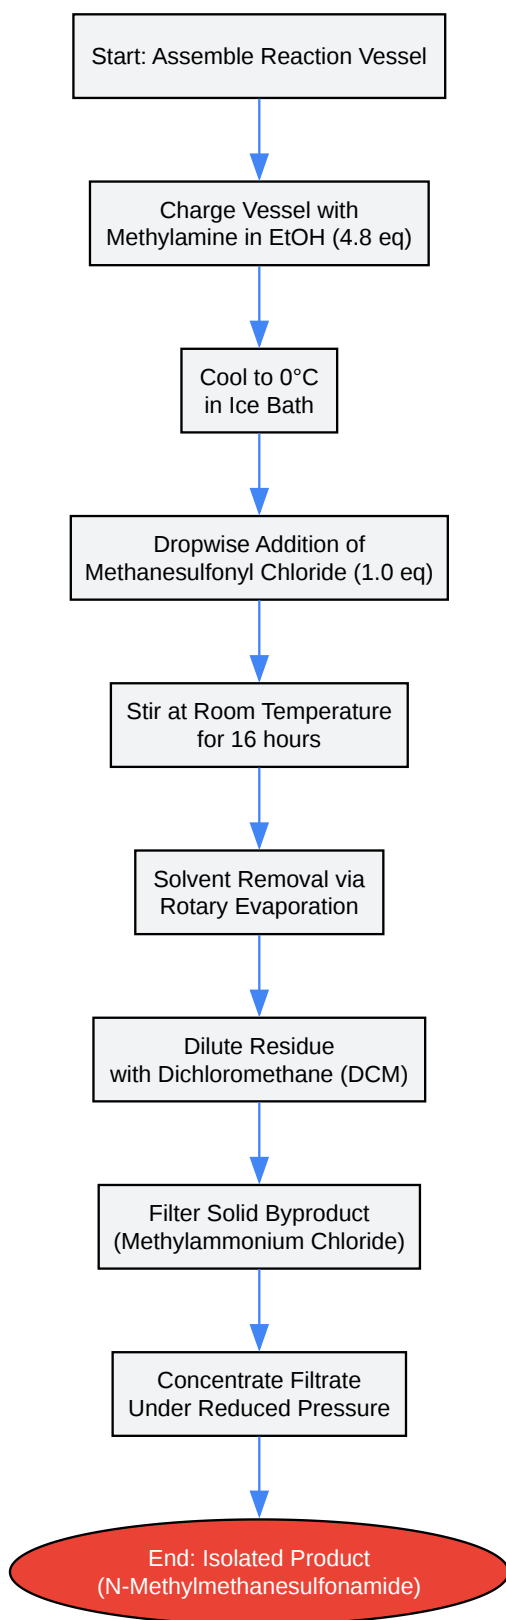 Start: Assemble Reaction Vessel
Charge Vessel with
Methylamine in EtOH (4.8 eq)
Cool to 0°C
in Ice Bath
Dropwise Addition of
Methanesulfonyl Chloride (1.0 eq)
Stir at Room Temperature
for 16 hours
Solvent Removal via
Rotary Evaporation
Dilute Residue
with Dichloromethane (DCM)
Filter Solid Byproduct
(Methylammonium Chloride)
Concentrate Filtrate
Under Reduced Pressure
End: Isolated Product
(N-Methylmethanesulfonamide)